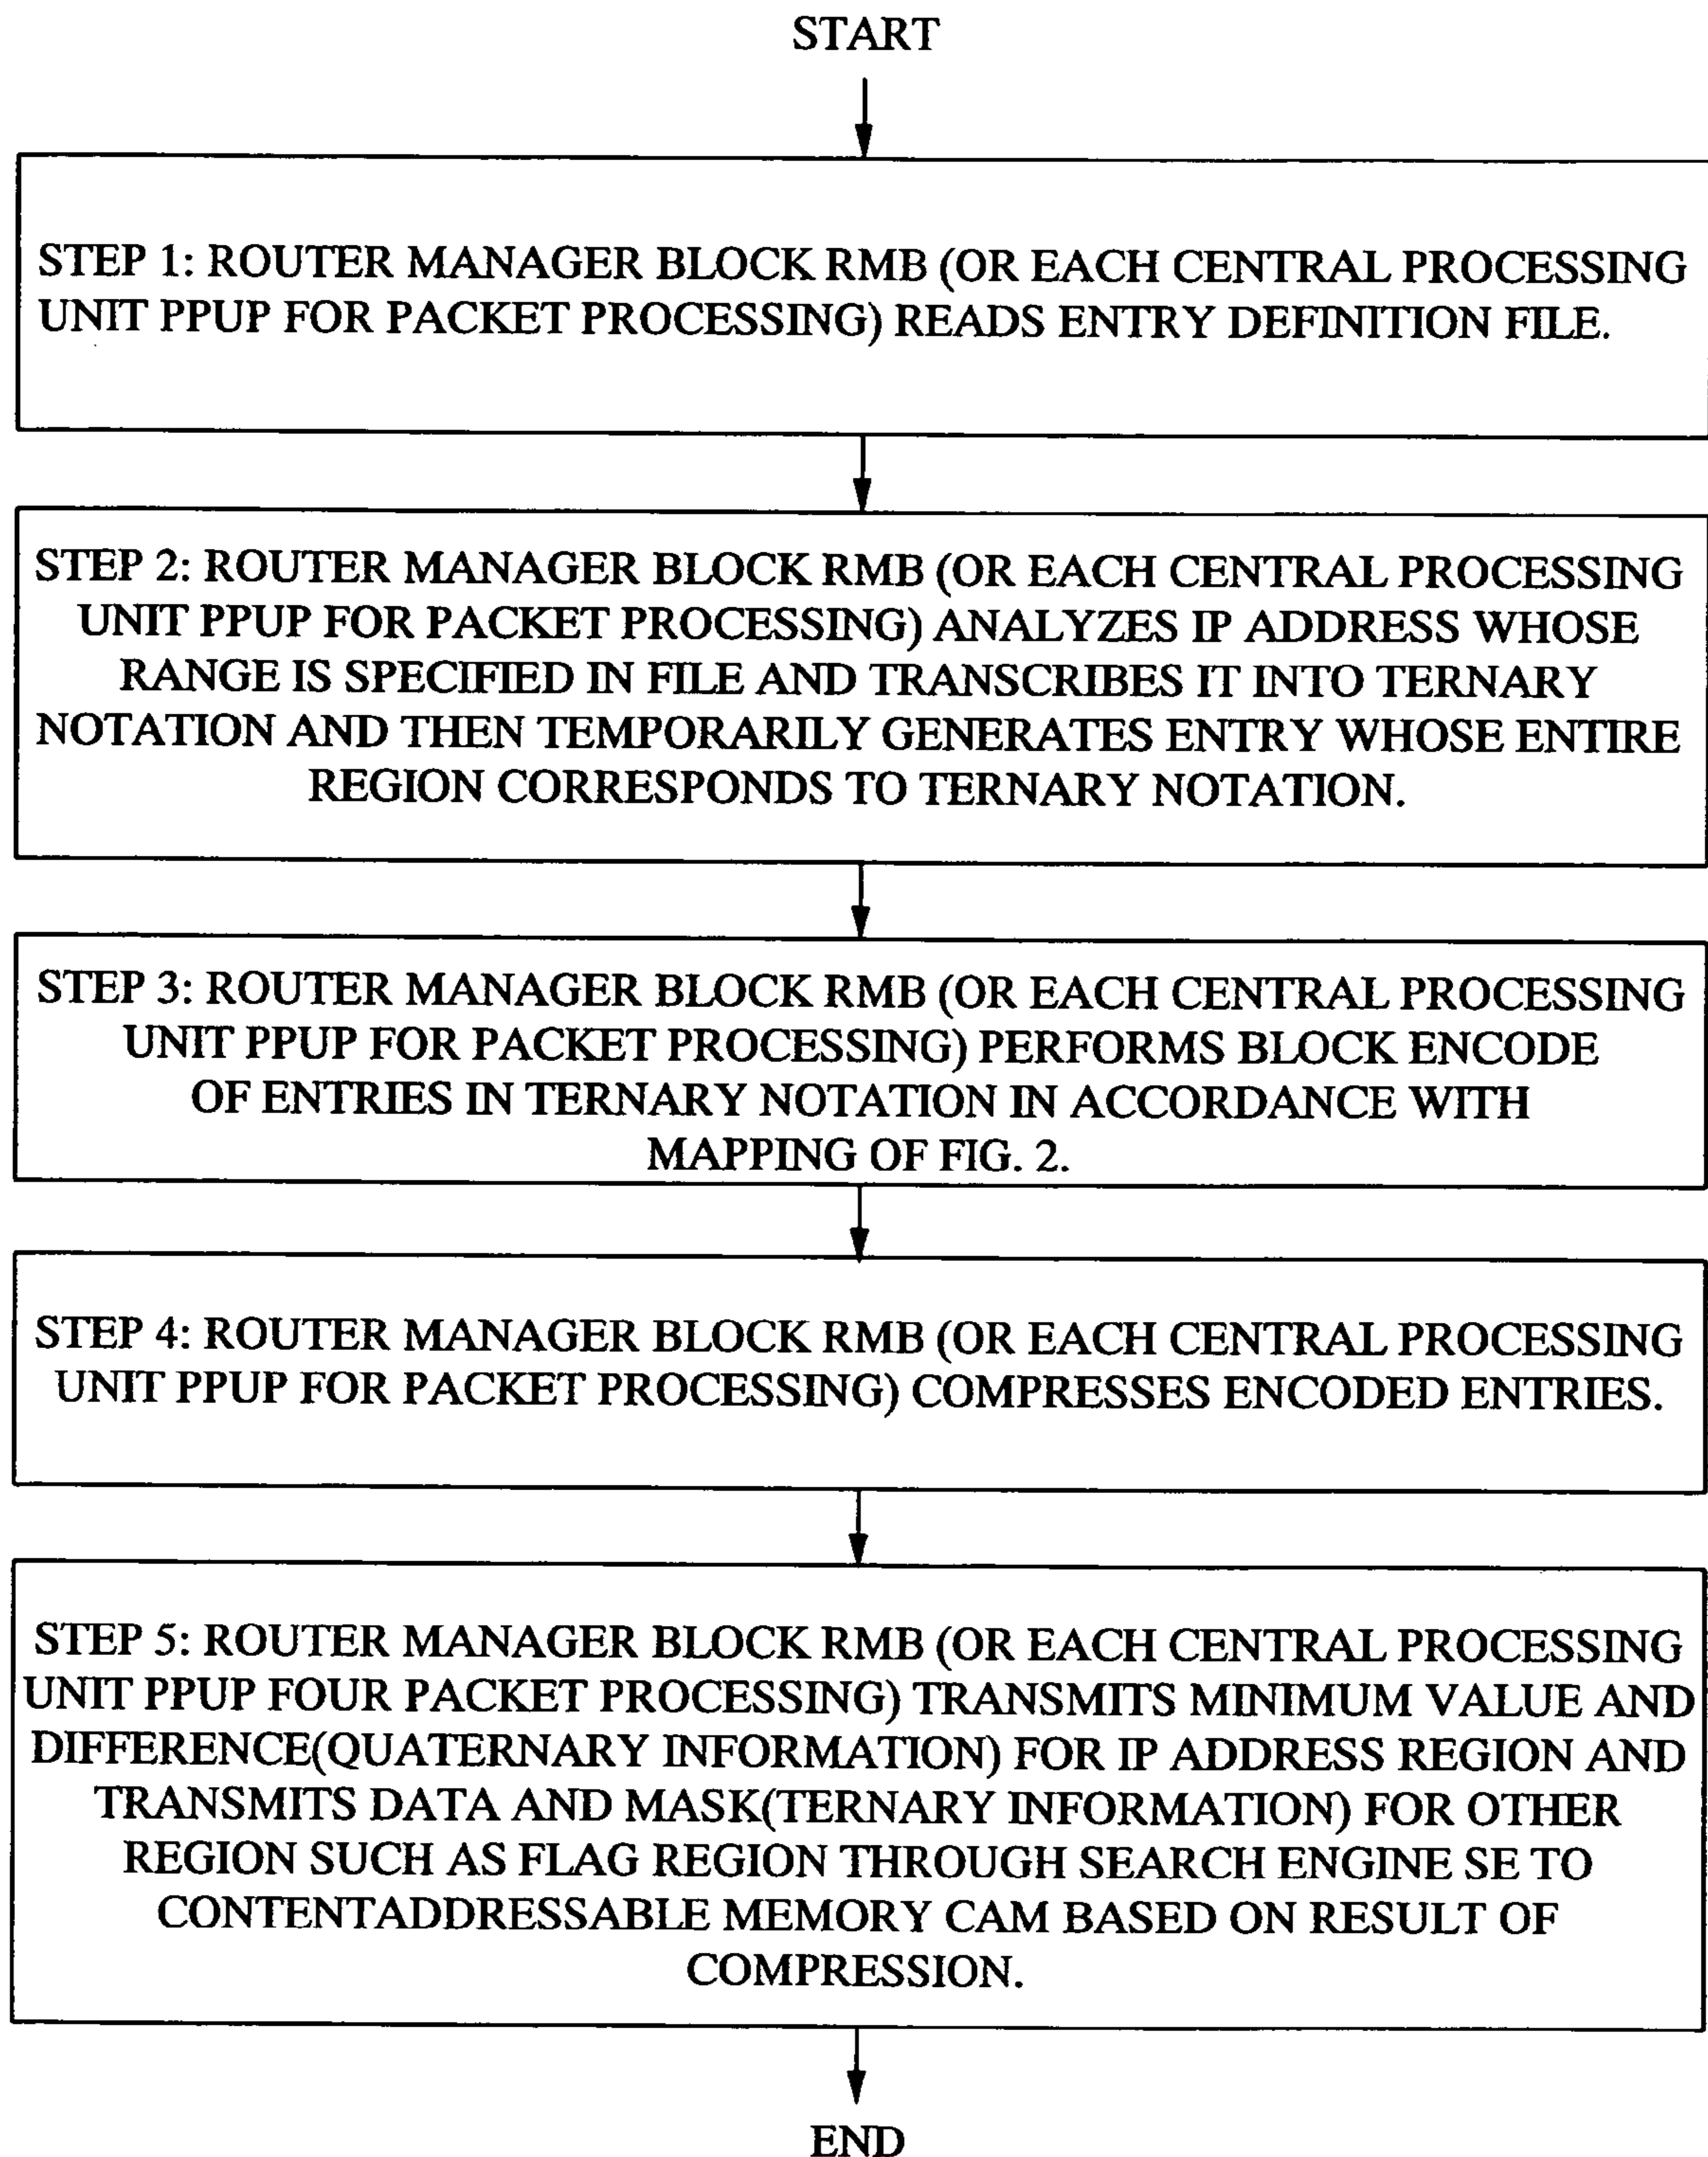 START
STEP 1: ROUTER MANAGER BLOCK RMB (OR EACH CENTRAL PROCESSING
UNIT PPUP FOR PACKET PROCESSING) READS ENTRY DEFINITION FILE.
STEP 2: ROUTER MANAGER BLOCK RMB (OR EACH CENTRAL PROCESSING
UNIT PPUP FOR PACKET PROCESSING) ANALYZES IP ADDRESS WHOSE
RANGE IS SPECIFIED IN FILE AND TRANSCRIBES IT INTO TERNARY
NOTATION AND THEN TEMPORARILY GENERATES ENTRY WHOSE ENTIRE
REGION CORRESPONDS TO TERNARY NOTATION.
STEP 3: ROUTER MANAGER BLOCK RMB (OR EACH CENTRAL PROCESSING
UNIT PPUP FOR PACKET PROCESSING) PERFORMS BLOCK ENCODE
OF ENTRIES IN TERNARY NOTATION IN ACCORDANCE WITH
MAPPING OF FIG. 2.
STEP 4: ROUTER MANAGER BLOCK RMB (OR EACH CENTRAL PROCESSING
UNIT PPUP FOR PACKET PROCESSING) COMPRESSES ENCODED ENTRIES.
STEP 5: ROUTER MANAGER BLOCK RMB (OR EACH CENTRAL PROCESSING
UNIT PPUP FOUR PACKET PROCESSING) TRANSMITS MINIMUM VALUE AND
DIFFERENCE(QUATERNARY INFORMATION) FOR IP ADDRESS REGION AND
TRANSMITS DATA AND MASK(TERNARY INFORMATION) FOR OTHER
REGION SUCH AS FLAG REGION THROUGH SEARCH ENGINE SE TO
CONTENTADDRESSABLE MEMORY CAM BASED ON RESULT OF
COMPRESSION.
END